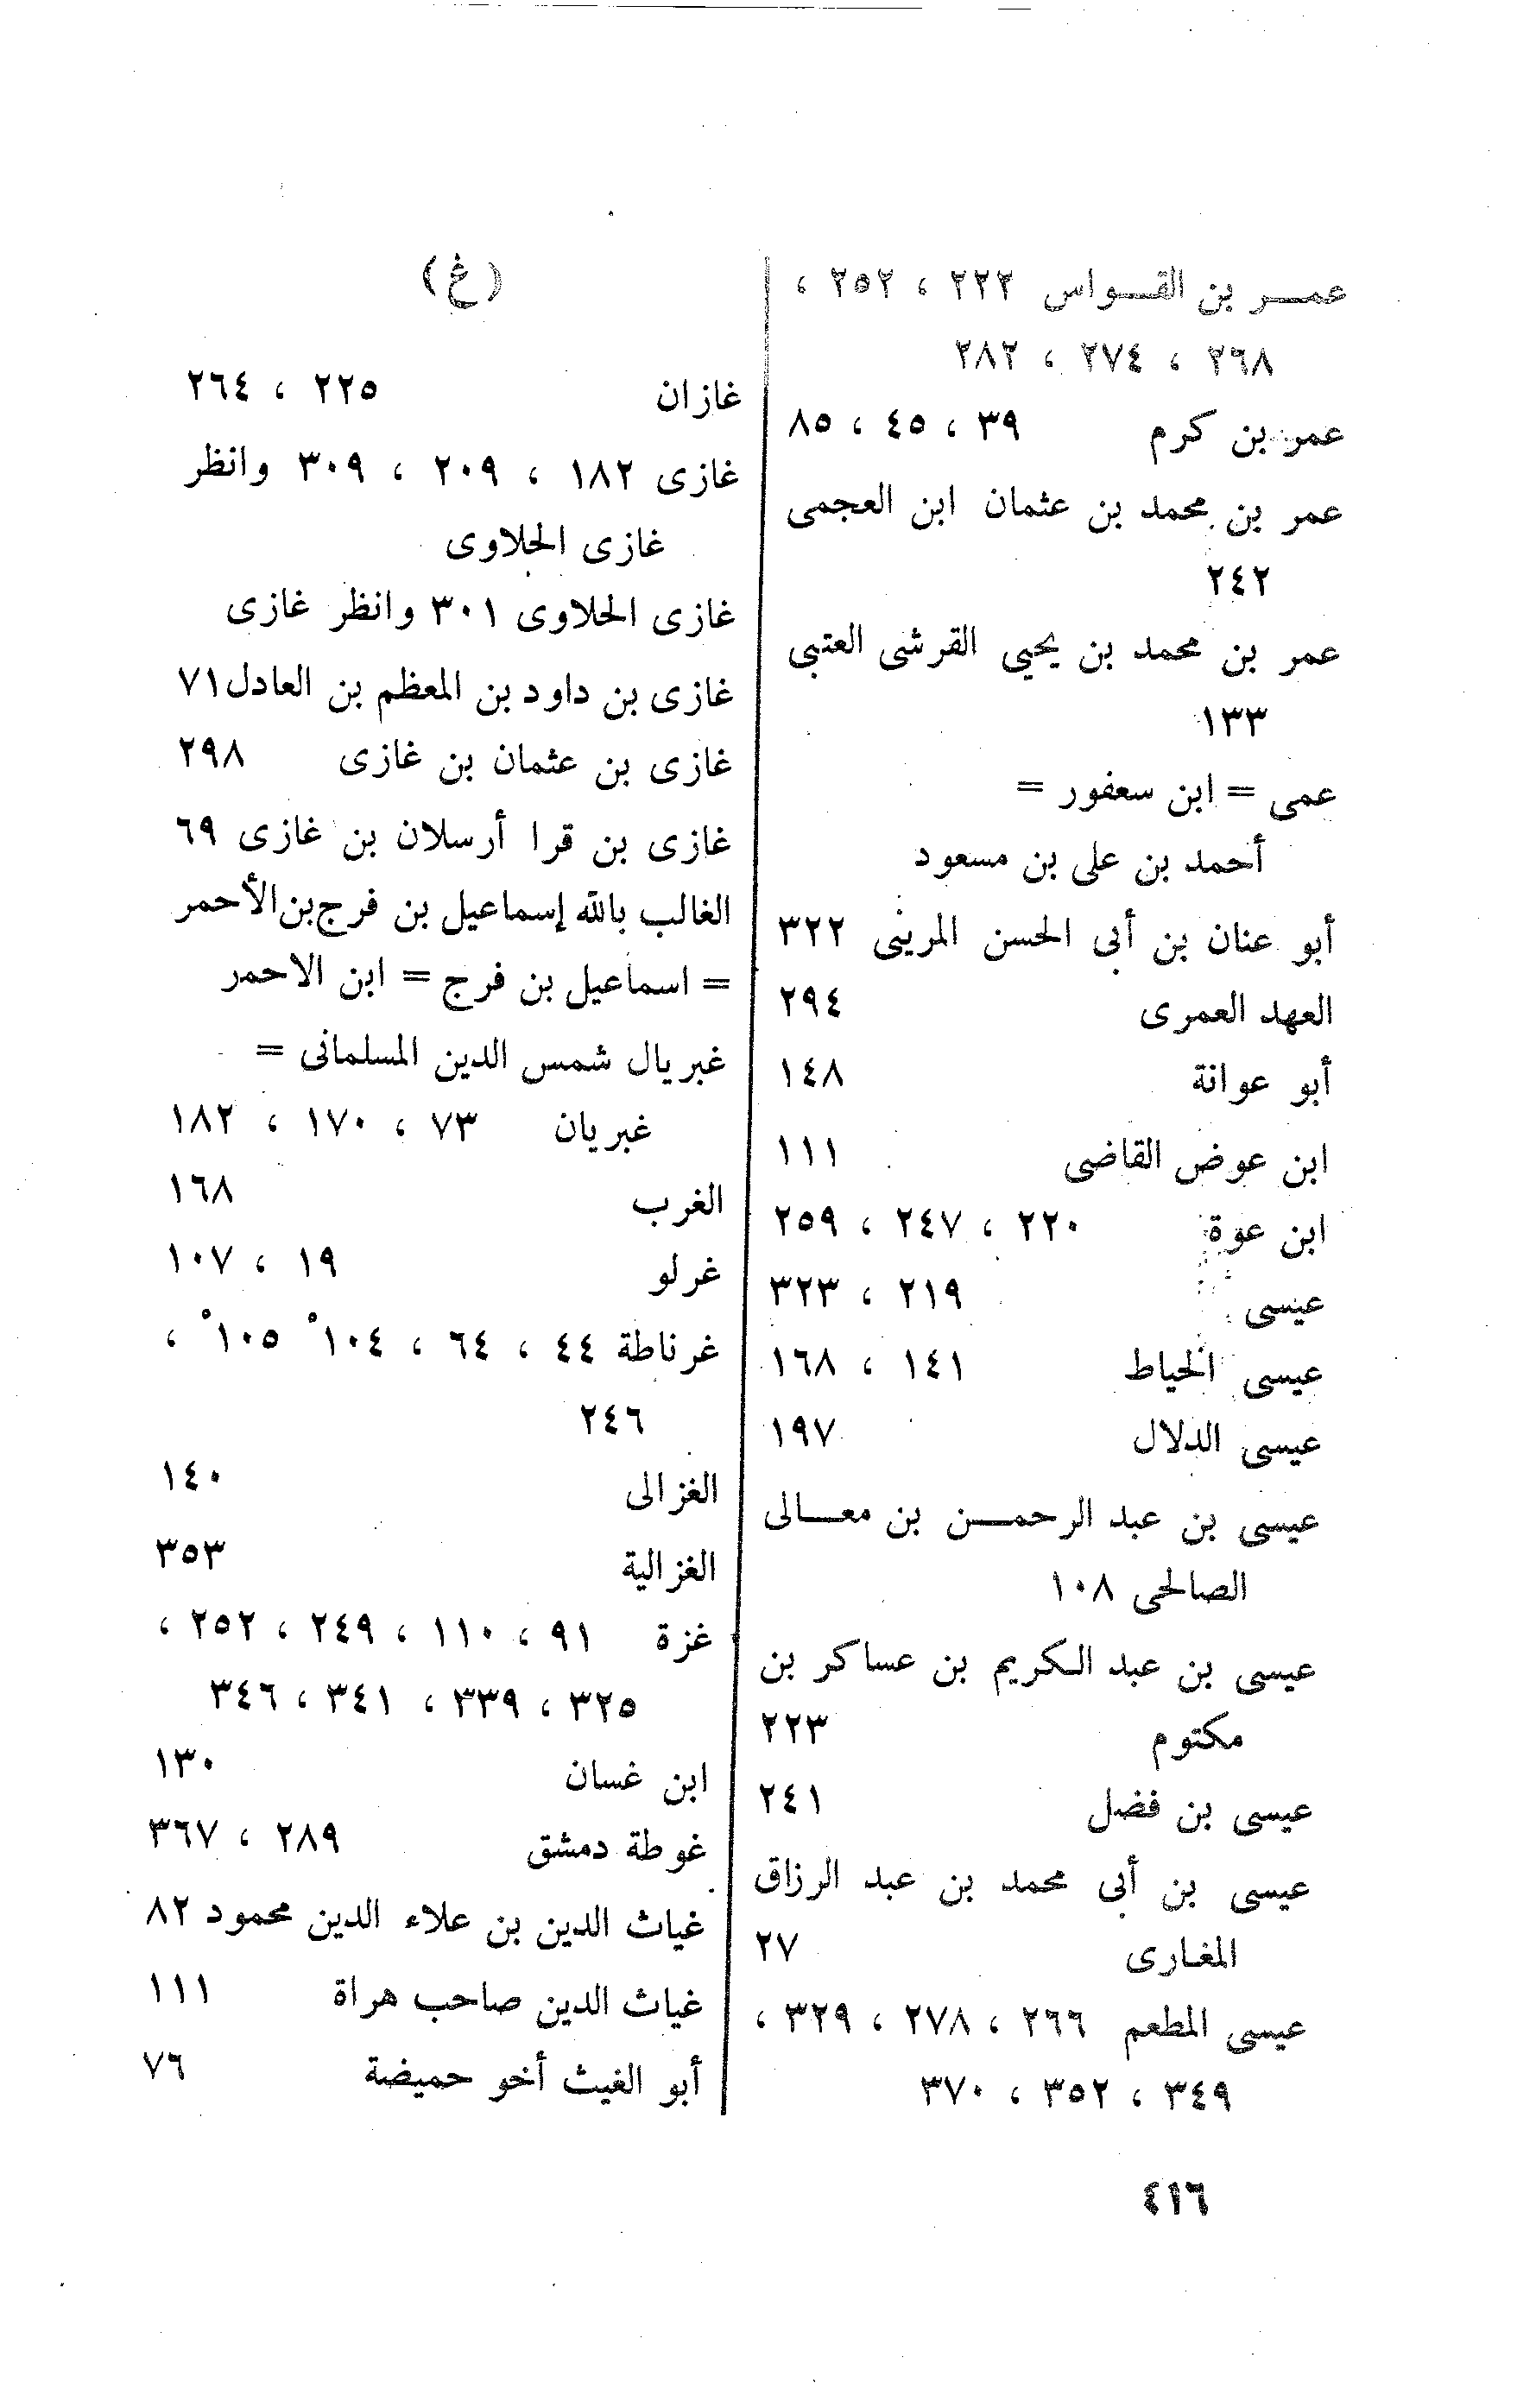 عمر بن القواس ٢٢٢ ، ٢٥٢ ،
٢٦٨ ، ٢٧٤ ، ٢٨٢
عمر بن كرم ٣٩ ، ٤٥ ، ٨٥
عمر بن محمد بن عثمان ابن العجمى
٢٤٢
عمر بن محمد بن يحيي القرشى العتبى
١٣٣
عمى = ابن سعفور =
أحمد بن على بن مسعود
أبو عنان بن أبى الحسن المرينى ٣٢٢
العهد العمرى ٢٩٤
أبو عوانة ١٤٨
ابن عوض القاضى ١١١
ابن عوة ٢٢٠ ، ٢٤٧ ، ٢٥٩
عيسى ٢١٩ ، ٣٢٣
عيسى الحياط ١٤١ ، ١٦٨
عيسى الدلال ١٩٧
عيسى بن عبد الرحمن بن معالى
الصالحى ١٠٨
عيسى بن عبد الكريم بن عساكر بن
مكتوم ٢٢٣
عيسى بن فضل ٢٤١
عيسى بن أبى محمد بن عبد الرزاق
المغارى ٢٧
عيسى المطعم ٢٦٦ ، ٢٧٨ ، ٣٢٩ ،
٣٤٩ ، ٣٥٢ ، ٣٧٠
(غ)
غازان ٢٢٥ ، ٢٦٤
غازى ١٨٢ ، ٢٠٩ ، ٣٠٩ وانظر
غازى الحلاوى
غازى الحلاوى ٣٠١ وانظر غازى
غازى بن داود بن المعظم بن العادل ٧١
غازى بن عثمان بن غازى ٢٩٨
غازى بن قرا أرسلان بن غازى ٦٩
الغالب بالله إسماعيل بن فرج بن الأحمر
= اسماعيل بن فرج = ابن الاحمر
غبريال شمس الدين المسلمانى =
غبريان ٧٣ ، ١٧٠ ، ١٨٢
الغرب ١٦٨
غرلو ١٩ ، ١٠٧
غرناطة ٤٤ ، ٦٤ ، ١٠٤ْ ١٠٥ْ ،
٢٤٦
الغزالى ١٤٠
الغزالية ٣٥٣
غزة ٩١ ، ١١٠ ، ٢٤٩ ، ٢٥٢ ،
٣٢٥ ، ٣٣٩ ، ٣٤١ ، ٣٤٦
ابن غسان ١٣٠
غوطة دمشق ٢٨٩ ، ٣٦٧
غياث الدين بن علاء الدين محمود ٨٢
غياث الدين صاحب هراة ١١١
أبو الغيث أخو حميضة ٧٦
٤١٦